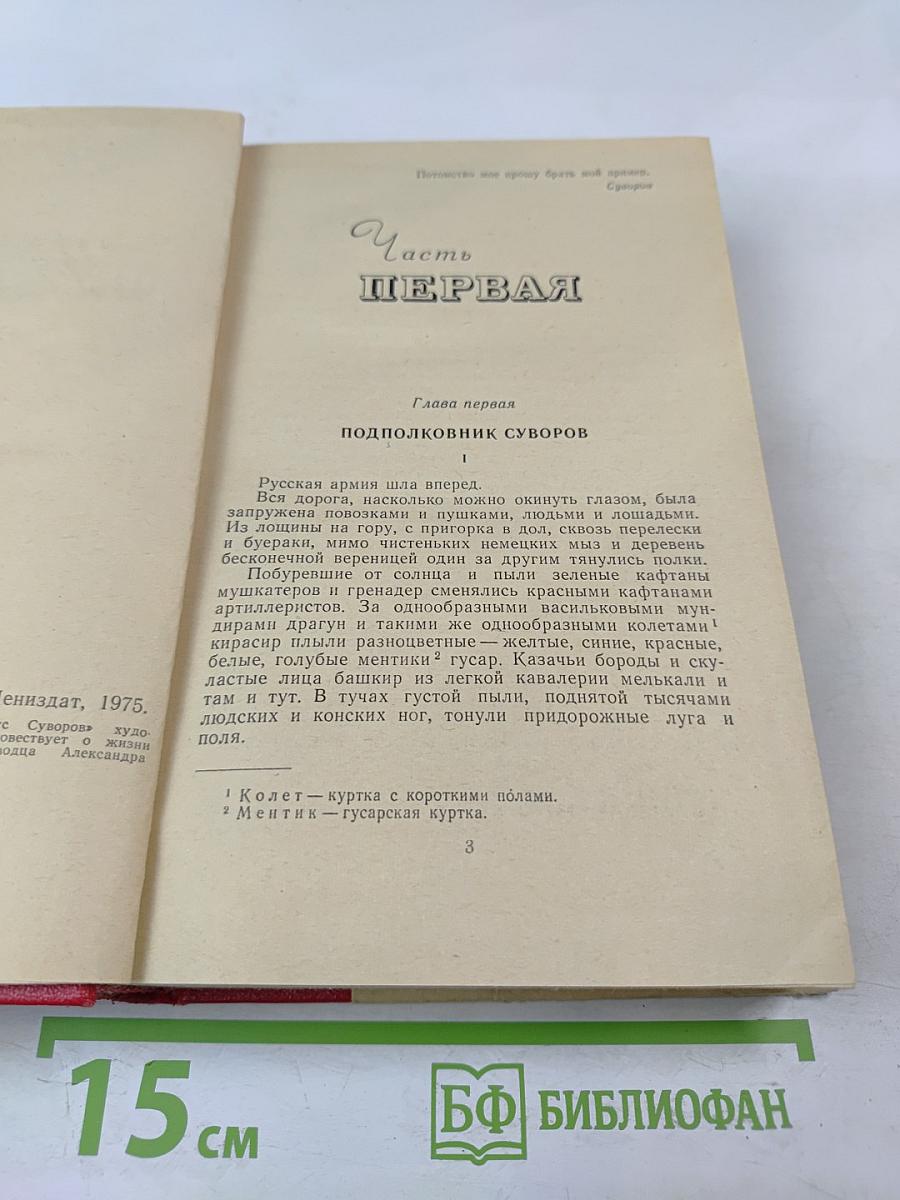 Лениздат, 1975.
Суворов» худо-
повествует о жизни
Александра
Потомство мое прошу брать мой пример.
Суворов
Часть
ПЕРВАЯ
Глава первая
ПОДПОЛКОВНИК СУВОРОВ
I
Русская армия шла вперед.
Вся дорога, насколько можно окинуть глазом, была
запружена повозками и пушками, людьми и лошадьми.
Из лощины на гору, с пригорка в дол, сквозь перелески
и буераки, мимо чистеньких немецких мыз и деревень
бесконечной вереницей один за другим тянулись полки.
Побуревшие от солнца и пыли зеленые кафтаны
мушкатеров и гренадер сменялись красными кафтанами
артиллеристов. За однообразными васильковыми мун-
дирами драгун и такими же однообразными колетами¹
кирасир плыли разноцветные — желтые, синие, красные,
белые, голубые ментики² гусар. Казачьи бороды и ску-
ластые лица башкир из легкой кавалерии мелькали и
там и тут. В тучах густой пыли, поднятой тысячами
людских и конских ног, тонули придорожные луга и
поля.
¹ Колет — куртка с короткими по́лами.
² Ментик — гусарская куртка.
3
15 см
БФ БИБЛИОФАН